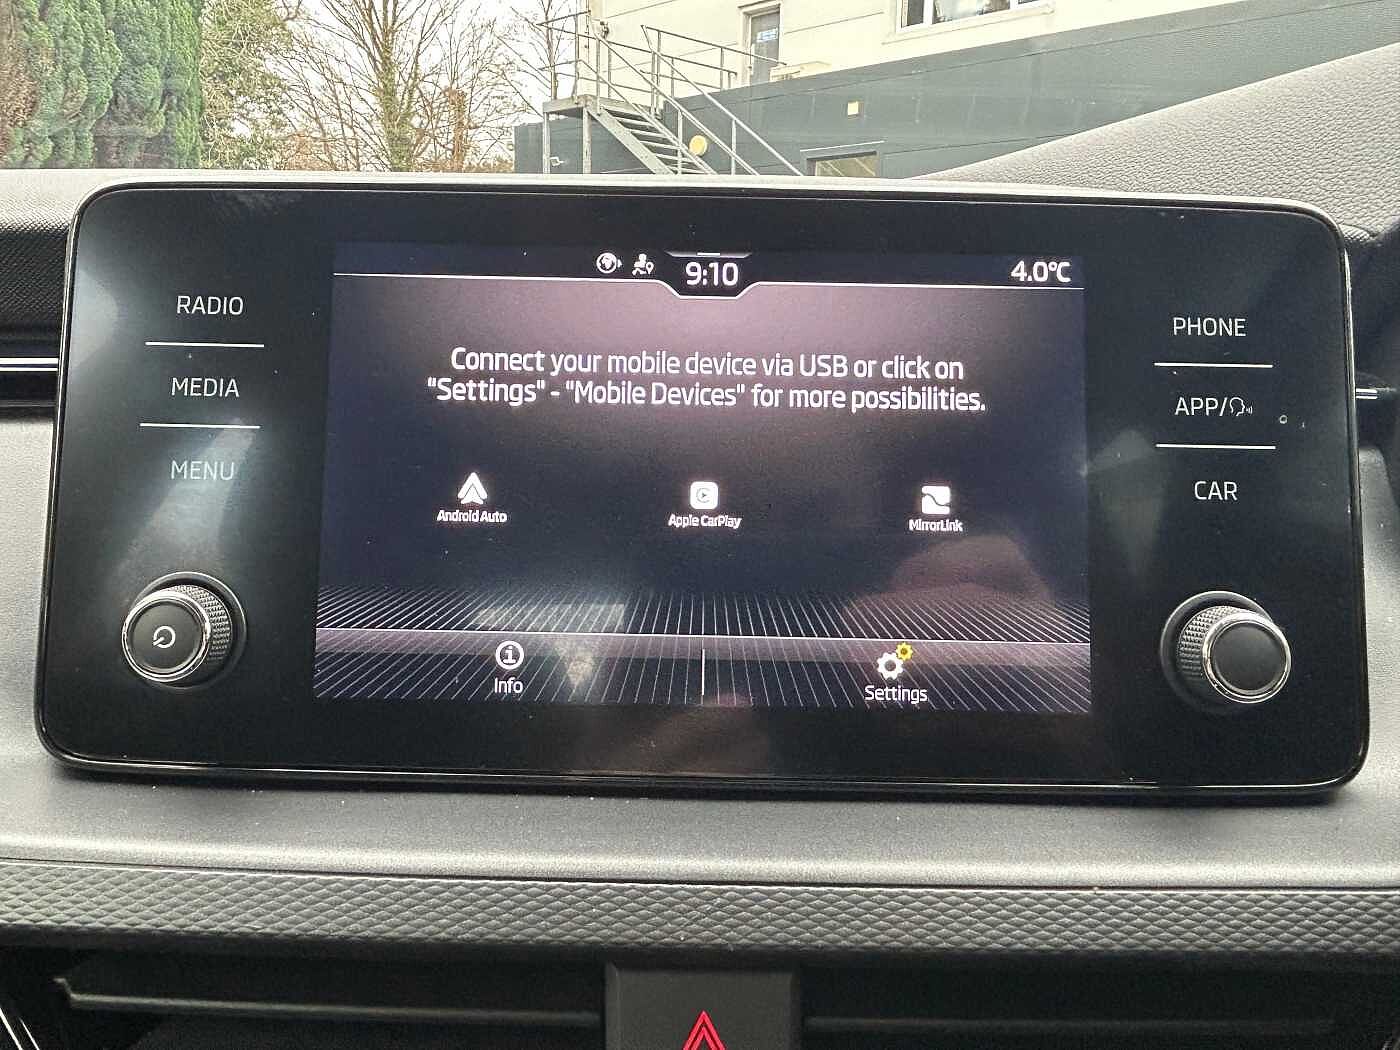 9:10
4.0°C
RADIO
MEDIA
MENU
Connect your mobile device via USB or click on
"Settings" - "Mobile Devices" for more possibilities.
Android Auto
Apple CarPlay
MirrorLink
Info
Settings
PHONE
APP/
CAR